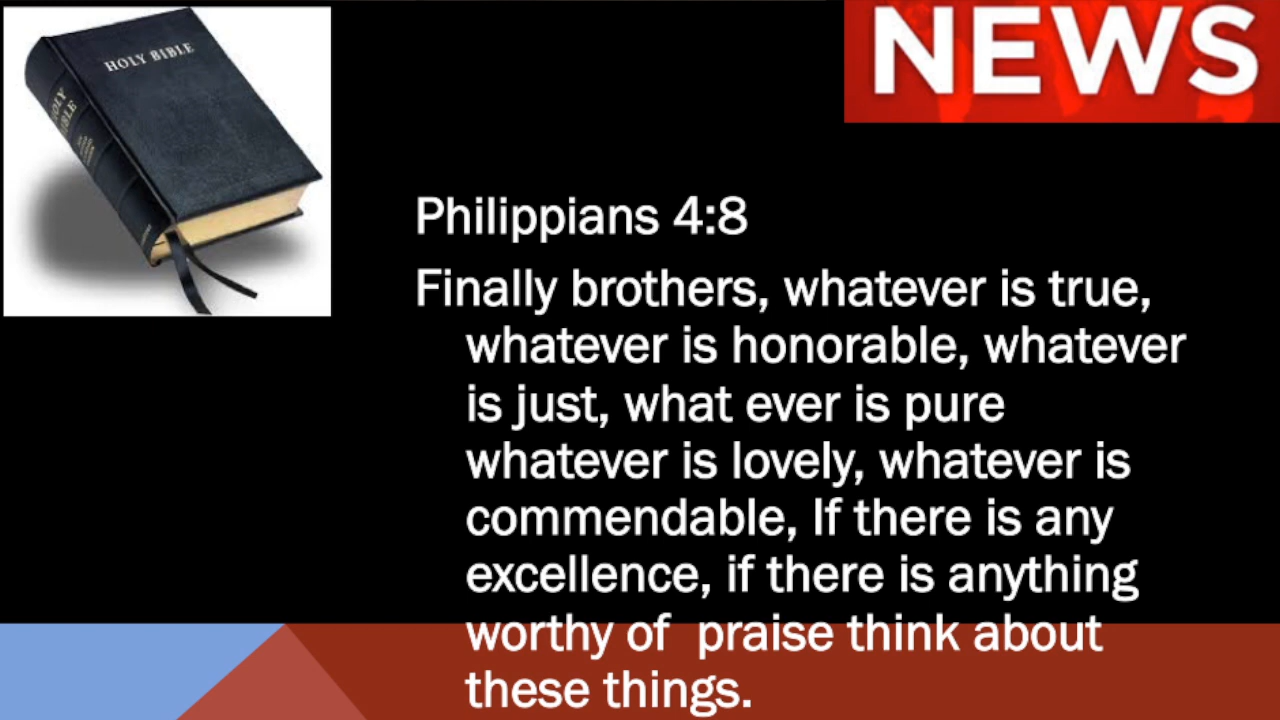 HOLY BIBLE
NEWS
Philippians 4:8
Finally brothers, whatever is true,
whatever is honorable, whatever
is just, what ever is pure
whatever is lovely, whatever is
commendable, If there is any
excellence, if there is anything
worthy of  praise think about
these things.